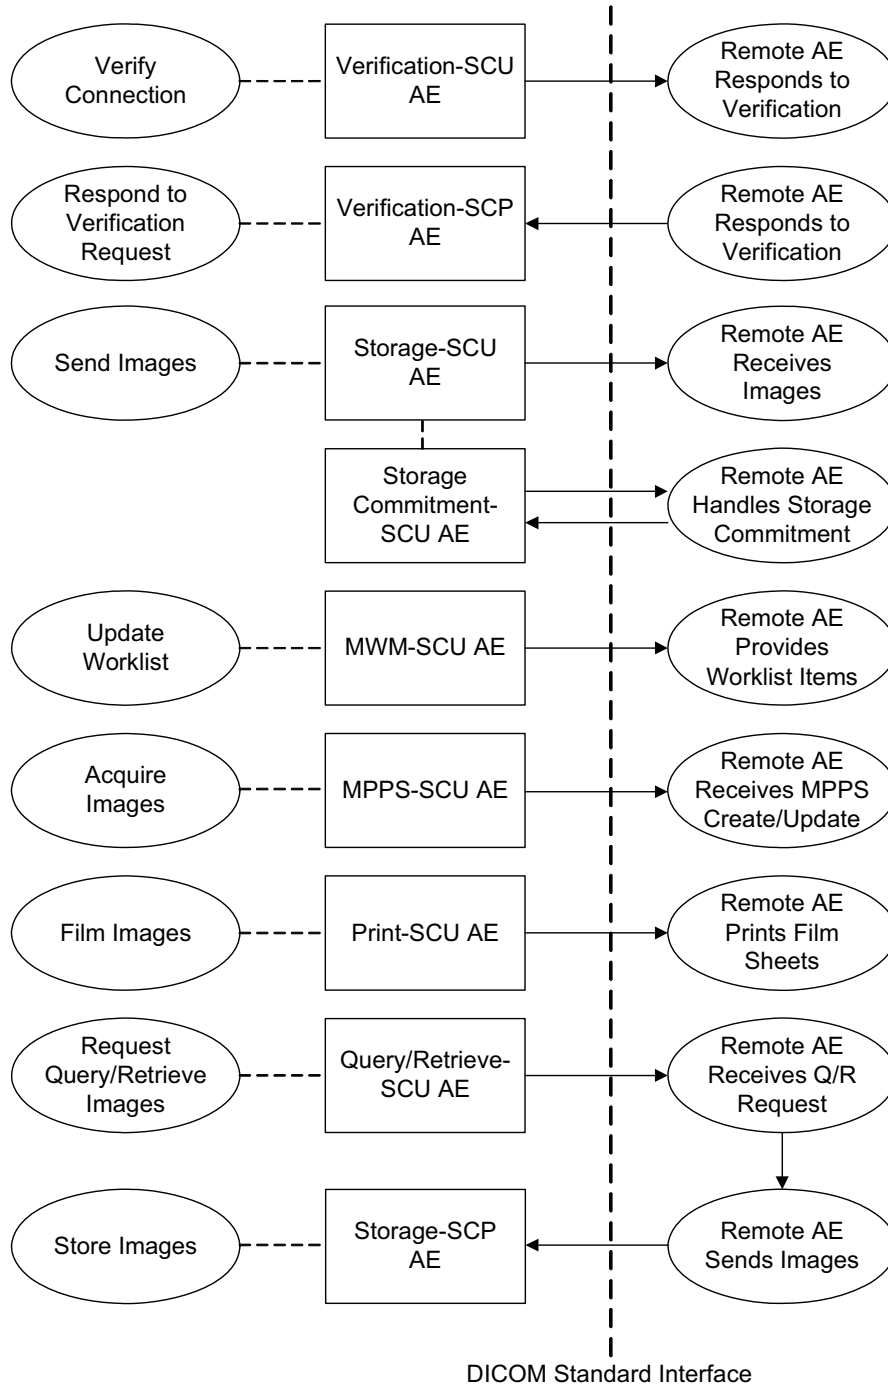 Verify
Connection
Verification-SCU
AE
Remote AE
Responds to
Verification
Respond to
Verification
Request
Verification-SCP
AE
Remote AE
Responds to
Verification
Send Images
Storage-SCU
AE
Remote AE
Receives
Images
Storage
Commitment-
SCU AE
Remote AE
Handles Storage
Commitment
Update
Worklist
MWM-SCU AE
Remote AE
Provides
Worklist Items
Acquire
Images
MPPS-SCU AE
Remote AE
Receives MPPS
Create/Update
Film Images
Print-SCU AE
Remote AE
Prints Film
Sheets
Request
Query/Retrieve
Images
Query/Retrieve-
SCU AE
Remote AE
Receives Q/R
Request
Store Images
Storage-SCP
AE
Remote AE
Sends Images
DICOM Standard Interface